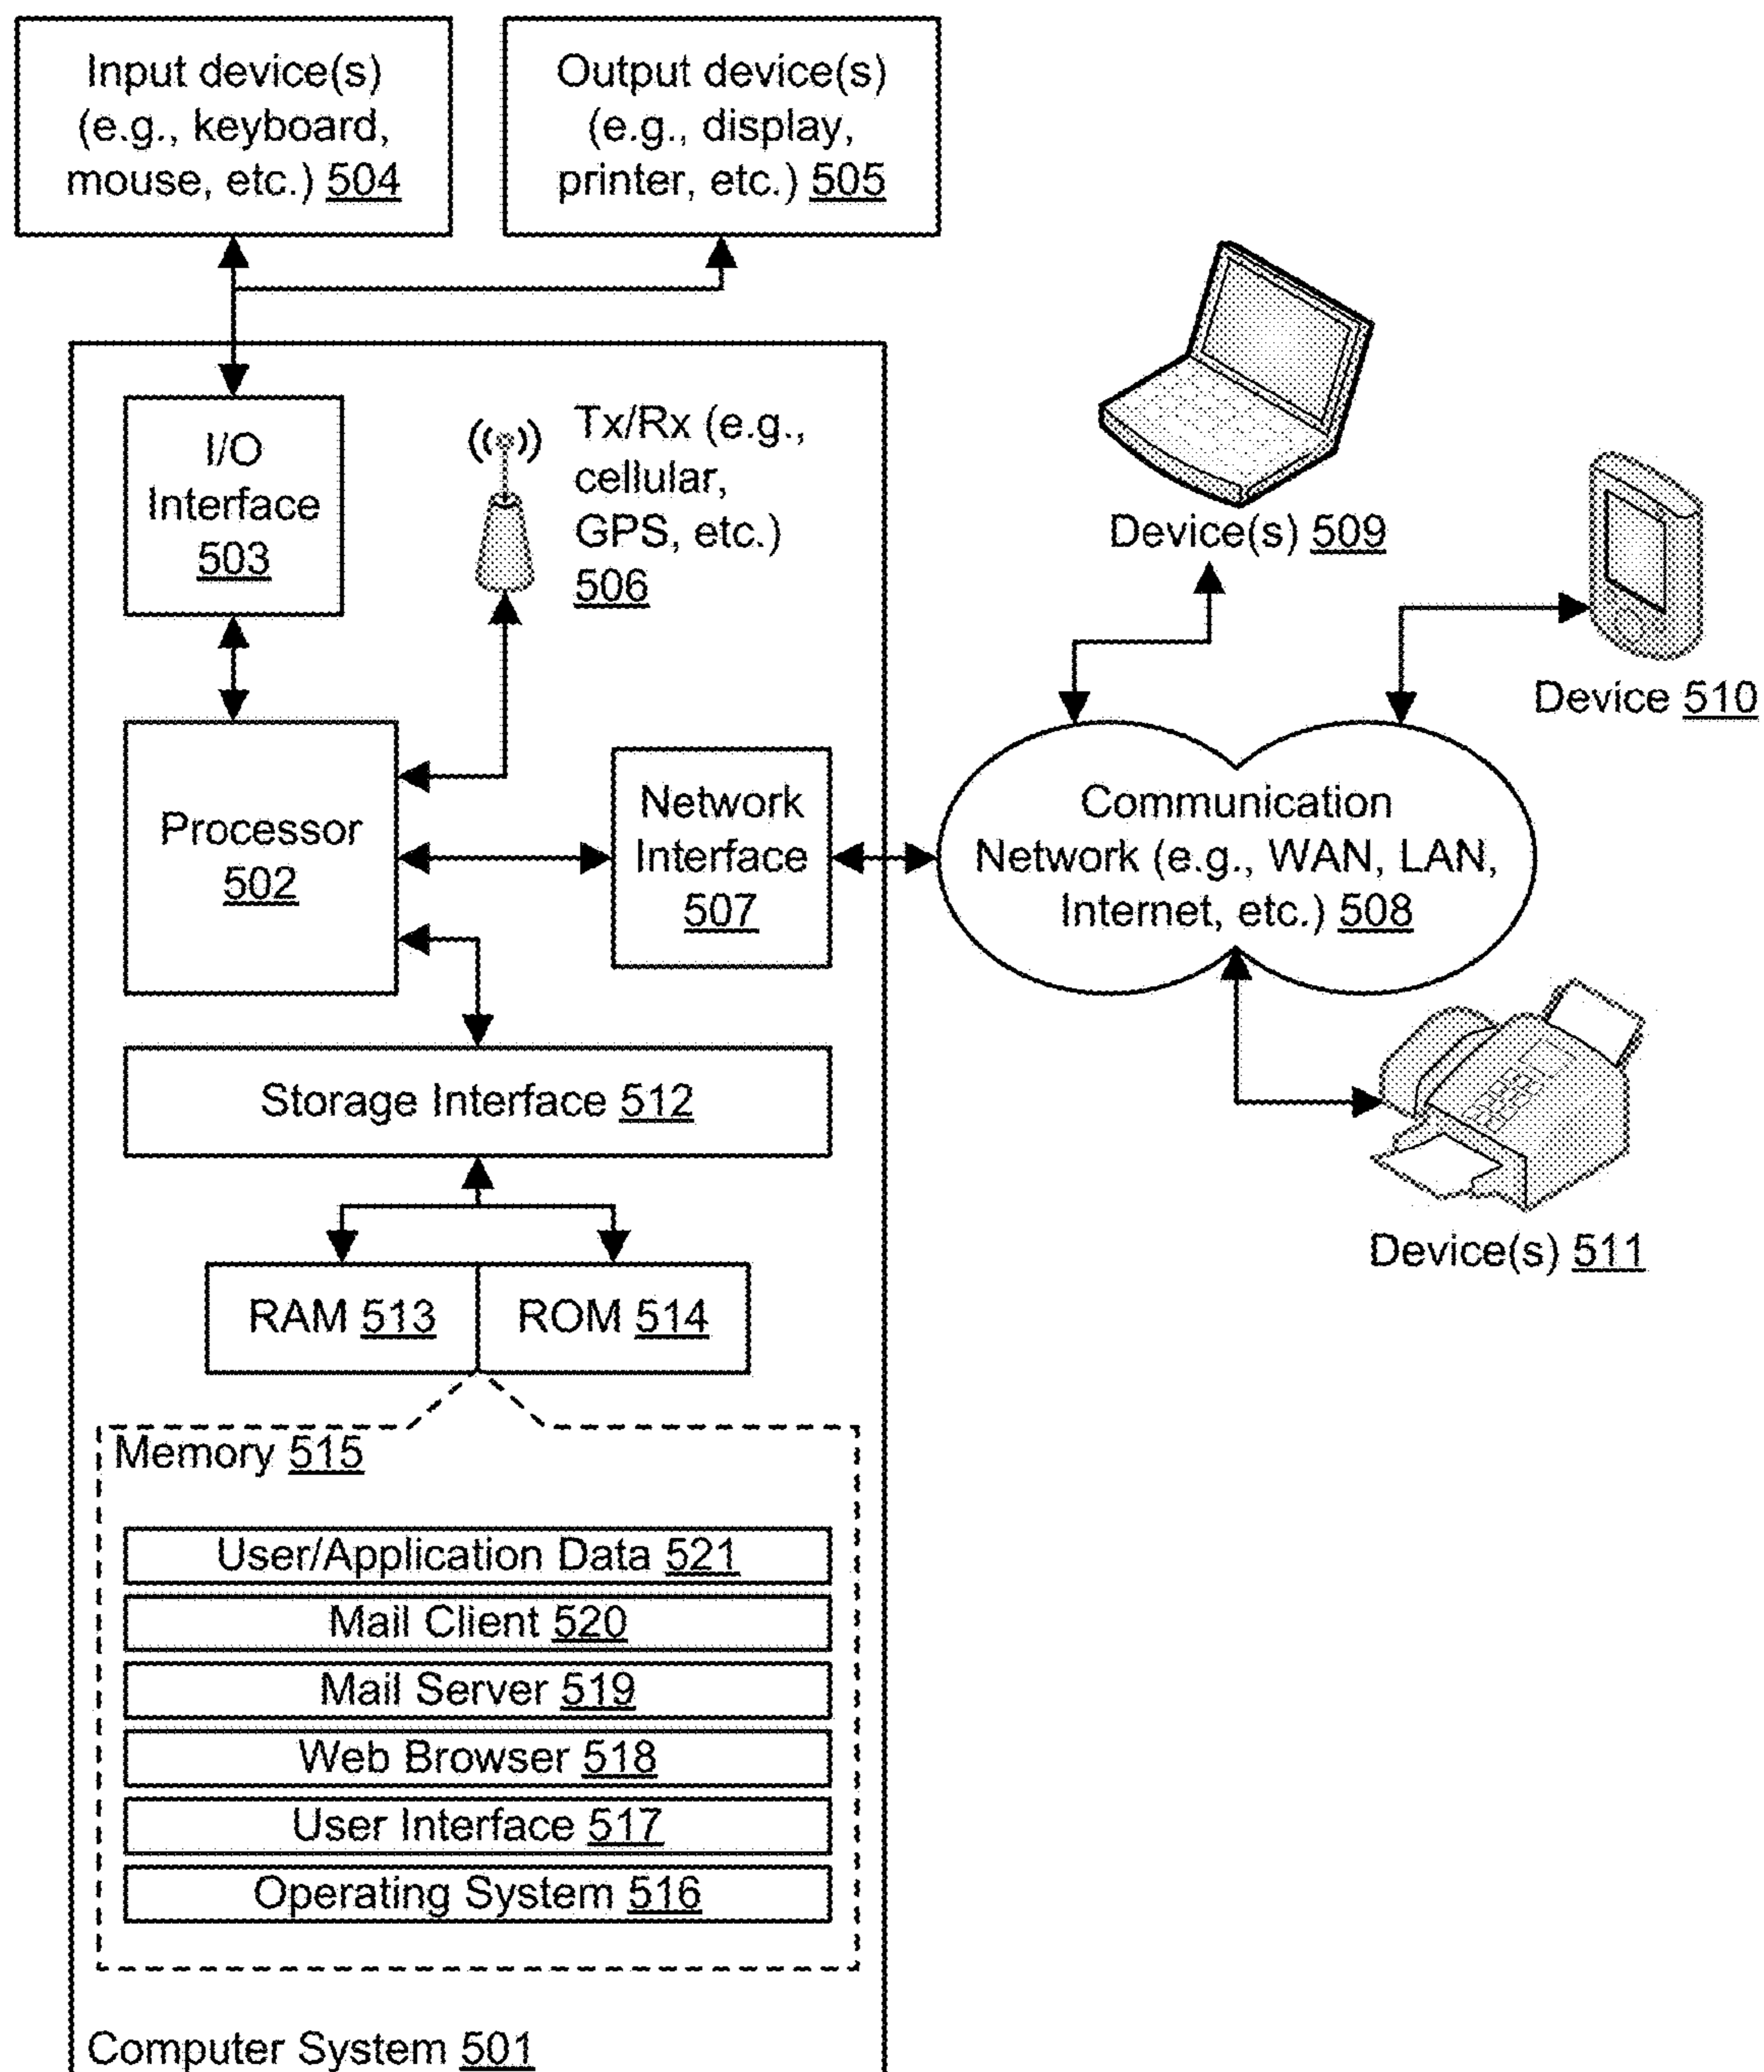 Input device(s)
(e.g., keyboard,
mouse, etc.) 504
Output device(s)
(e.g., display,
printer, etc.) 505
I/O
Interface
503
Tx/Rx (e.g.,
cellular,
GPS, etc.)
506
Device(s) 509
Device 510
Processor
502
Network
Interface
507
Communication
Network (e.g., WAN, LAN,
Internet, etc.) 508
Storage Interface 512
Device(s) 511
RAM 513
ROM 514
Memory 515
User/Application Data 521
Mail Client 520
Mail Server 519
Web Browser 518
User Interface 517
Operating System 516
Computer System 501